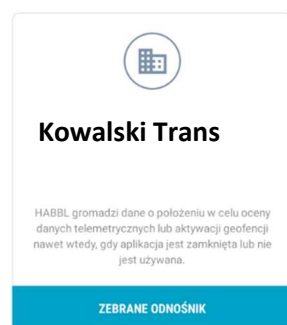 Kowalski Trans
HABBL gromadzi dane o położeniu w celu oceny
danych telemetrycznych lub aktywacji geofencji
nawet wtedy, gdy aplikacja jest zamknięta lub nie
jest używana.
ZEBRANE ODNOŚNIK